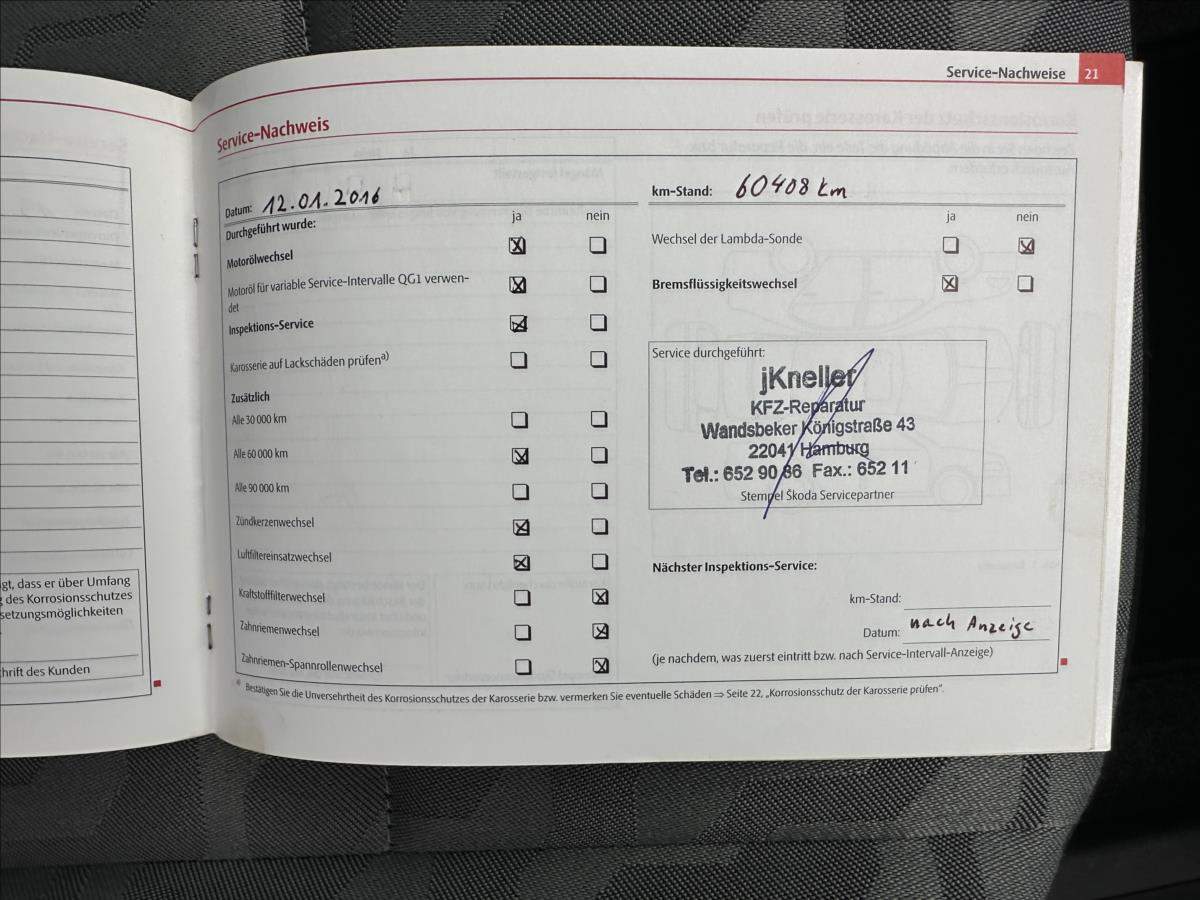 Service-Nachweise 21
Service-Nachweis
Datum: 12.01.2016
km-Stand: 60408 km
Durchgeführt wurde:
ja nein
ja nein
Motorölwechsel
Motoröl für variable Service-Intervalle QG1 verwen-
det
Inspektions-Service
Karosserie auf Lackschäden prüfen a)
Zusätzlich
Alle 30 000 km
Alle 60 000 km
Alle 90 000 km
Zündkerzenwechsel
Luftfiltereinsatzwechsel
Kraftstofffilterwechsel
Zahnriemenwechsel
Zahnriemen-Spannrollenwechsel
Wechsel der Lambda-Sonde
Bremsflüssigkeitswechsel
Service durchgeführt:
jKneller
KFZ-Reparatur
Wandsbeker Königstraße 43
22041 Hamburg
Tel.: 652 90 86 Fax.: 652 11
Stempel Škoda Servicepartner
Nächster Inspektions-Service:
km-Stand:
Datum: nach Anzeige
(je nachdem, was zuerst eintritt bzw. nach Service-Intervall-Anzeige)
a) Bestätigen Sie die Unversehrtheit des Korrosionsschutzes der Karosserie bzw. vermerken Sie eventuelle Schäden ⇒ Seite 22, „Korrosionsschutz der Karosserie prüfen“.
gt, dass er über Umfang
des Korrosionsschutzes
setzungsmöglichkeiten
hrift des Kunden